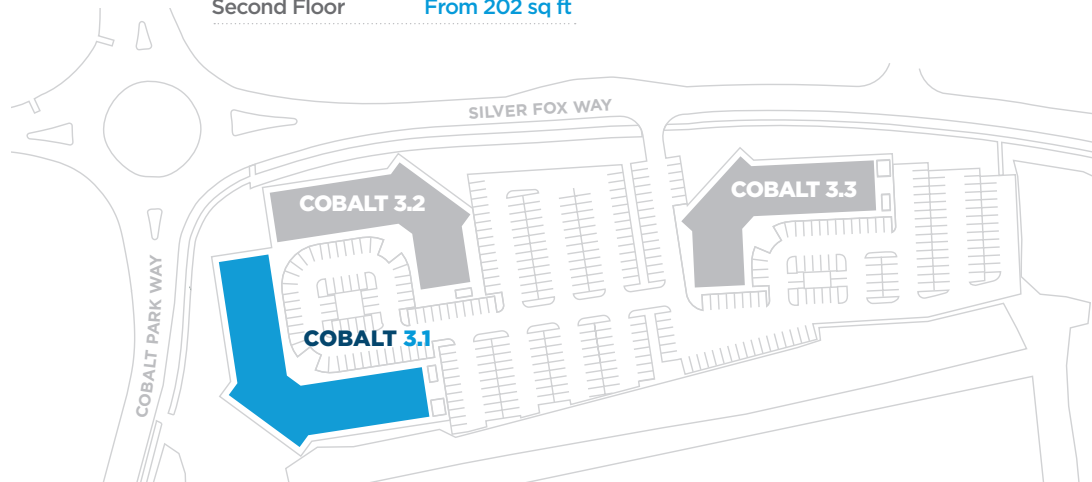 Second Floor From 202 sq ft
SILVER FOX WAY
COBALT 3.2
COBALT 3.3
COBALT PARK WAY
COBALT 3.1